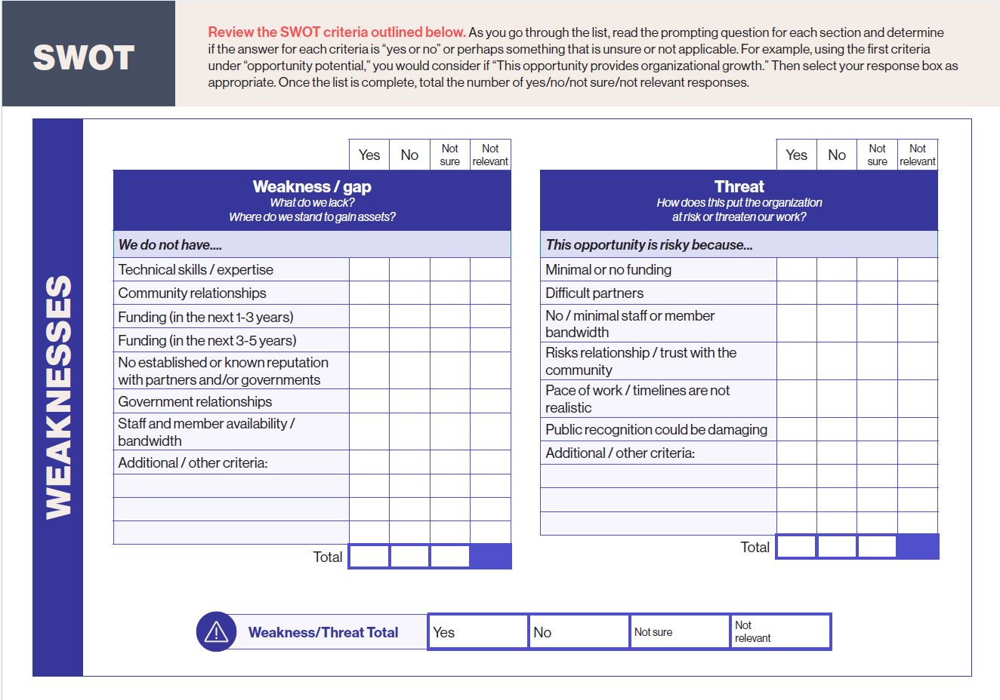 SWOT
Review the SWOT criteria outlined below. As you go through the list, read the prompting question for each section and determine
if the answer for each criteria is “yes or no” or perhaps something that is unsure or not applicable. For example, using the first criteria
under “opportunity potential,” you would consider if “This opportunity provides organizational growth.” Then select your response box as
appropriate. Once the list is complete, total the number of yes/no/not sure/not relevant responses.
WEAKNESSES
Yes
No
Not
sure
Not
relevant
Weakness / gap
What do we lack?
Where do we stand to gain assets?
We do not have....
Technical skills / expertise
Community relationships
Funding (in the next 1-3 years)
Funding (in the next 3-5 years)
No established or known reputation
with partners and/or governments
Government relationships
Staff and member availability /
bandwidth
Additional / other criteria:
Total
Yes
No
Not
sure
Not
relevant
Threat
How does this put the organization
at risk or threaten our work?
This opportunity is risky because...
Minimal or no funding
Difficult partners
No / minimal staff or member
bandwidth
Risks relationship / trust with the
community
Pace of work / timelines are not
realistic
Public recognition could be damaging
Additional / other criteria:
Total
Weakness/Threat Total
Yes
No
Not sure
Not
relevant